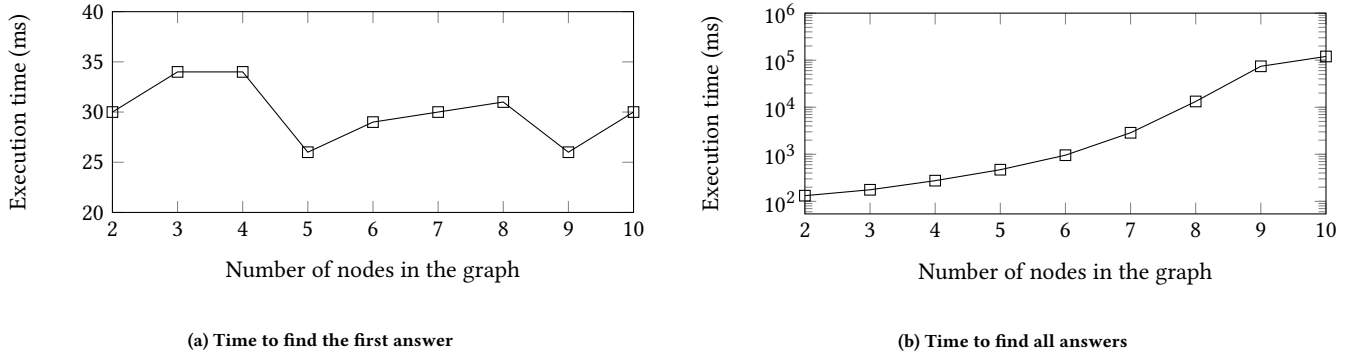 40
35
30
25
20
2 3 4 5 6 7 8 9 10
Execution time (ms)
Number of nodes in the graph
(a) Time to find the first answer
10^6
10^5
10^4
10^3
10^2
2 3 4 5 6 7 8 9 10
Execution time (ms)
Number of nodes in the graph
(b) Time to find all answers